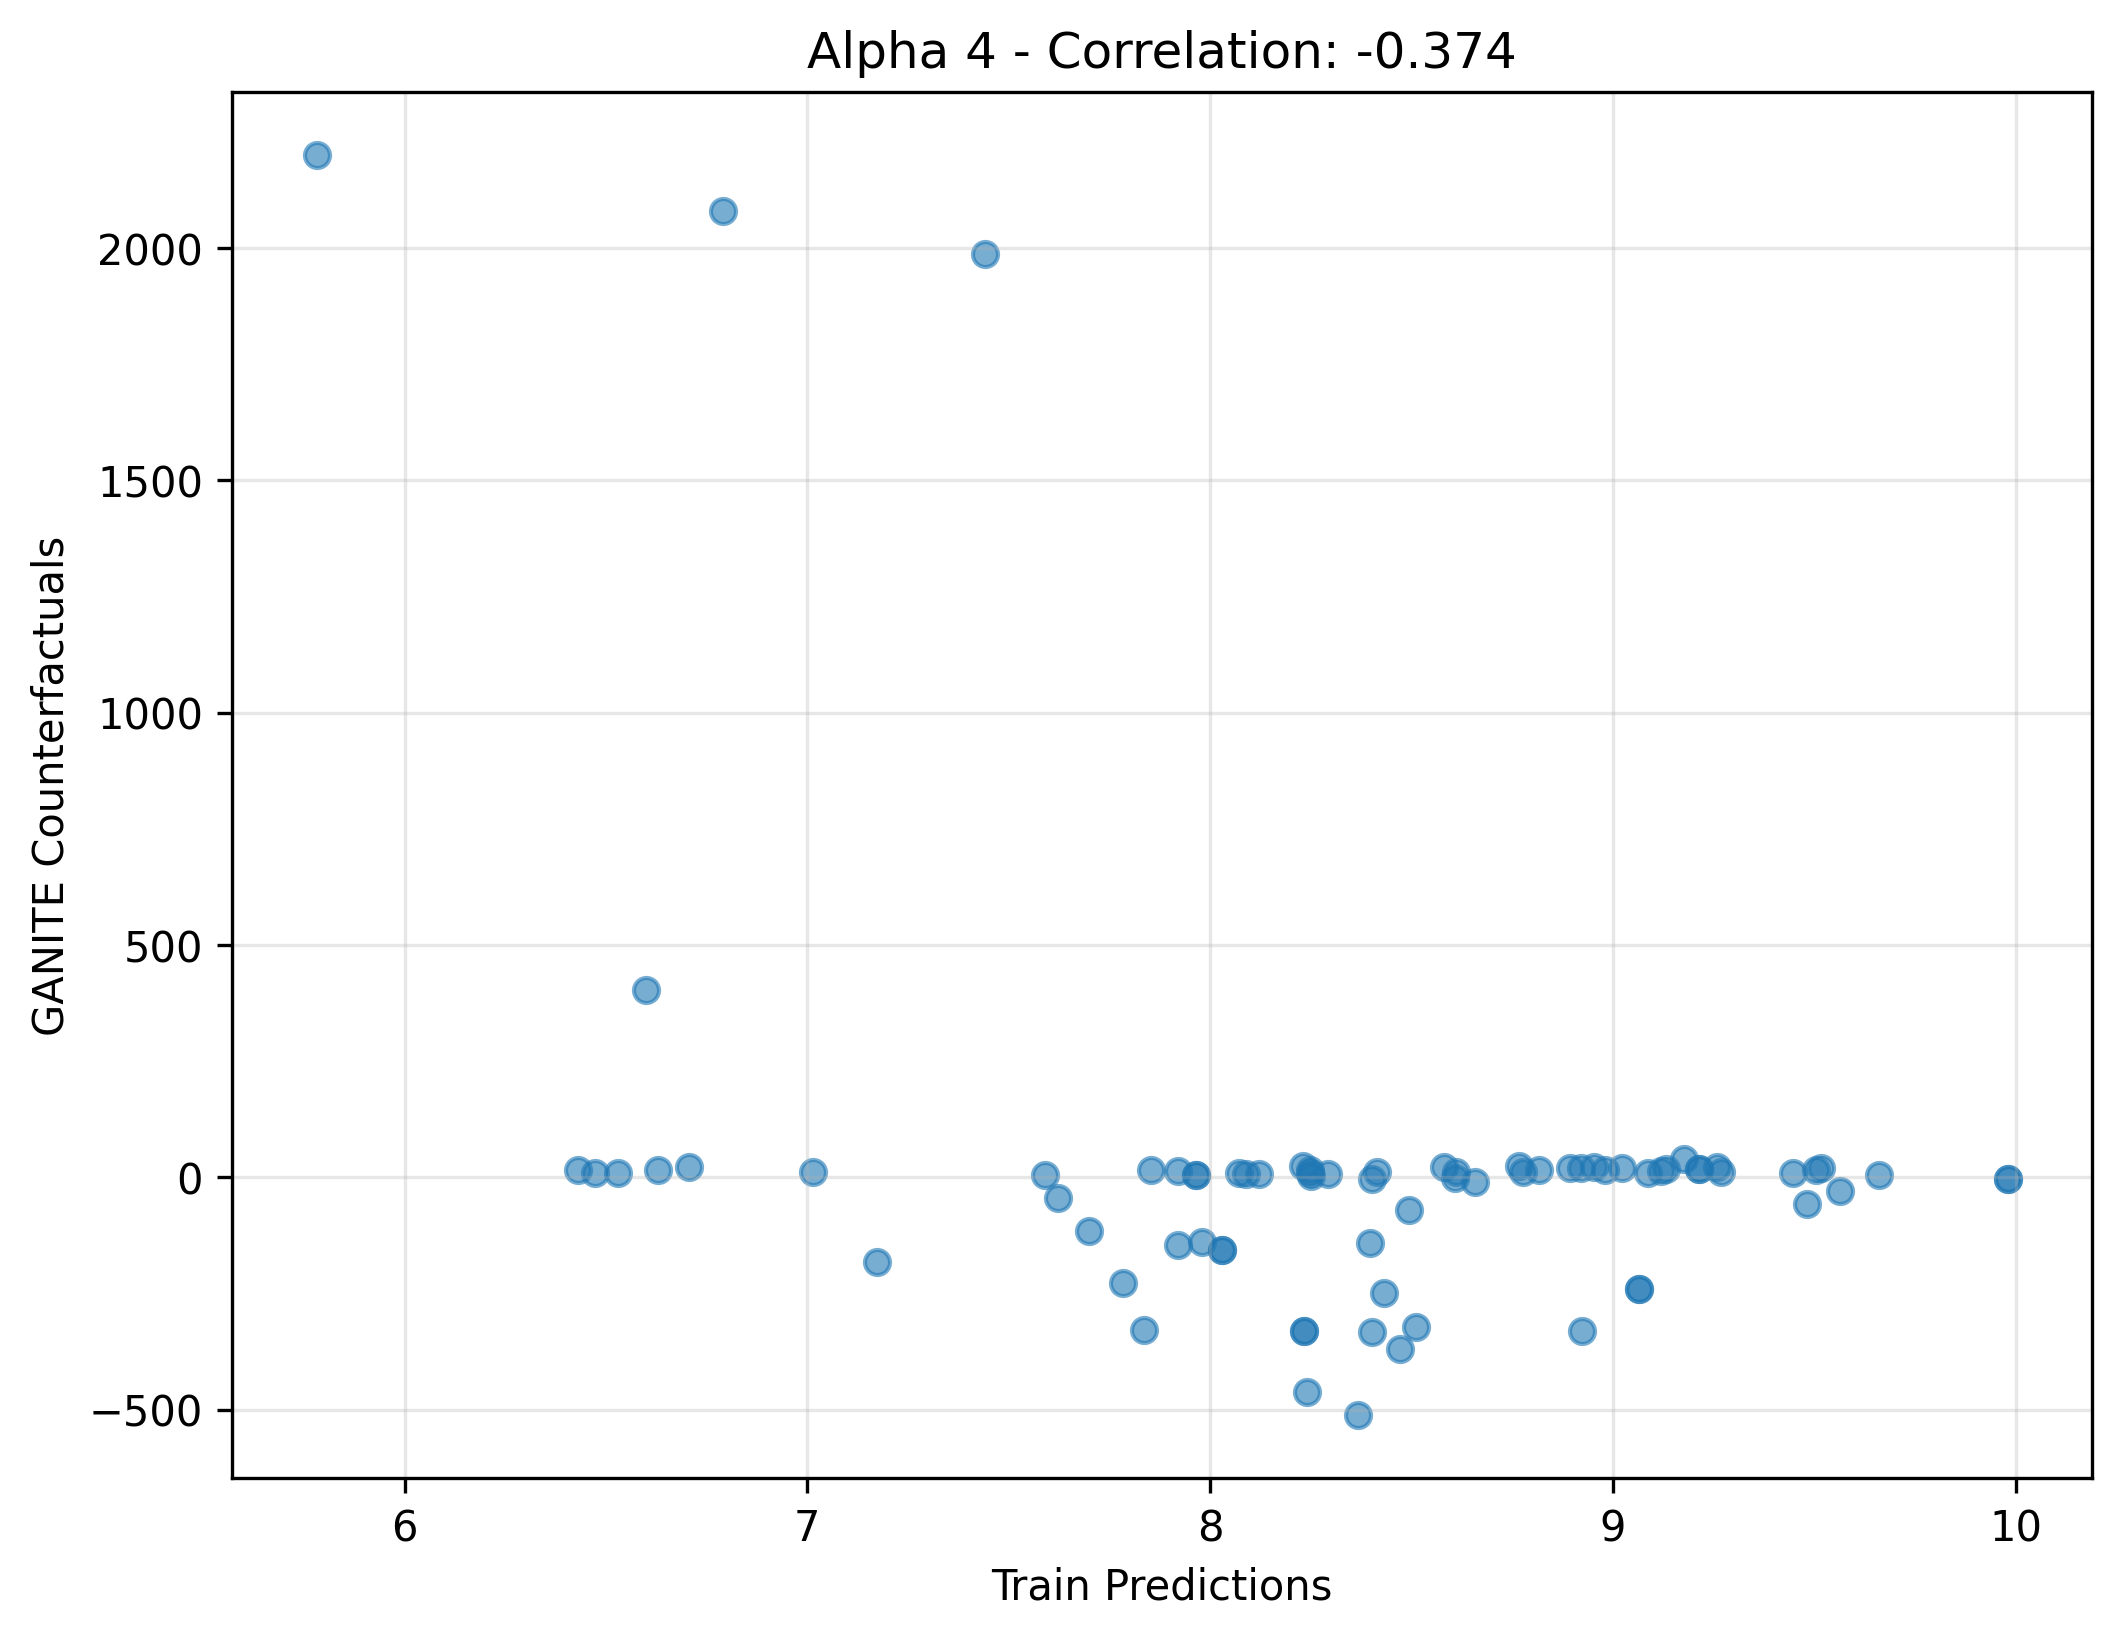 Alpha 4 - Correlation: -0.374
2000
1500
1000
500
0
−500
GANITE Counterfactuals
6 7 8 9 10
Train Predictions